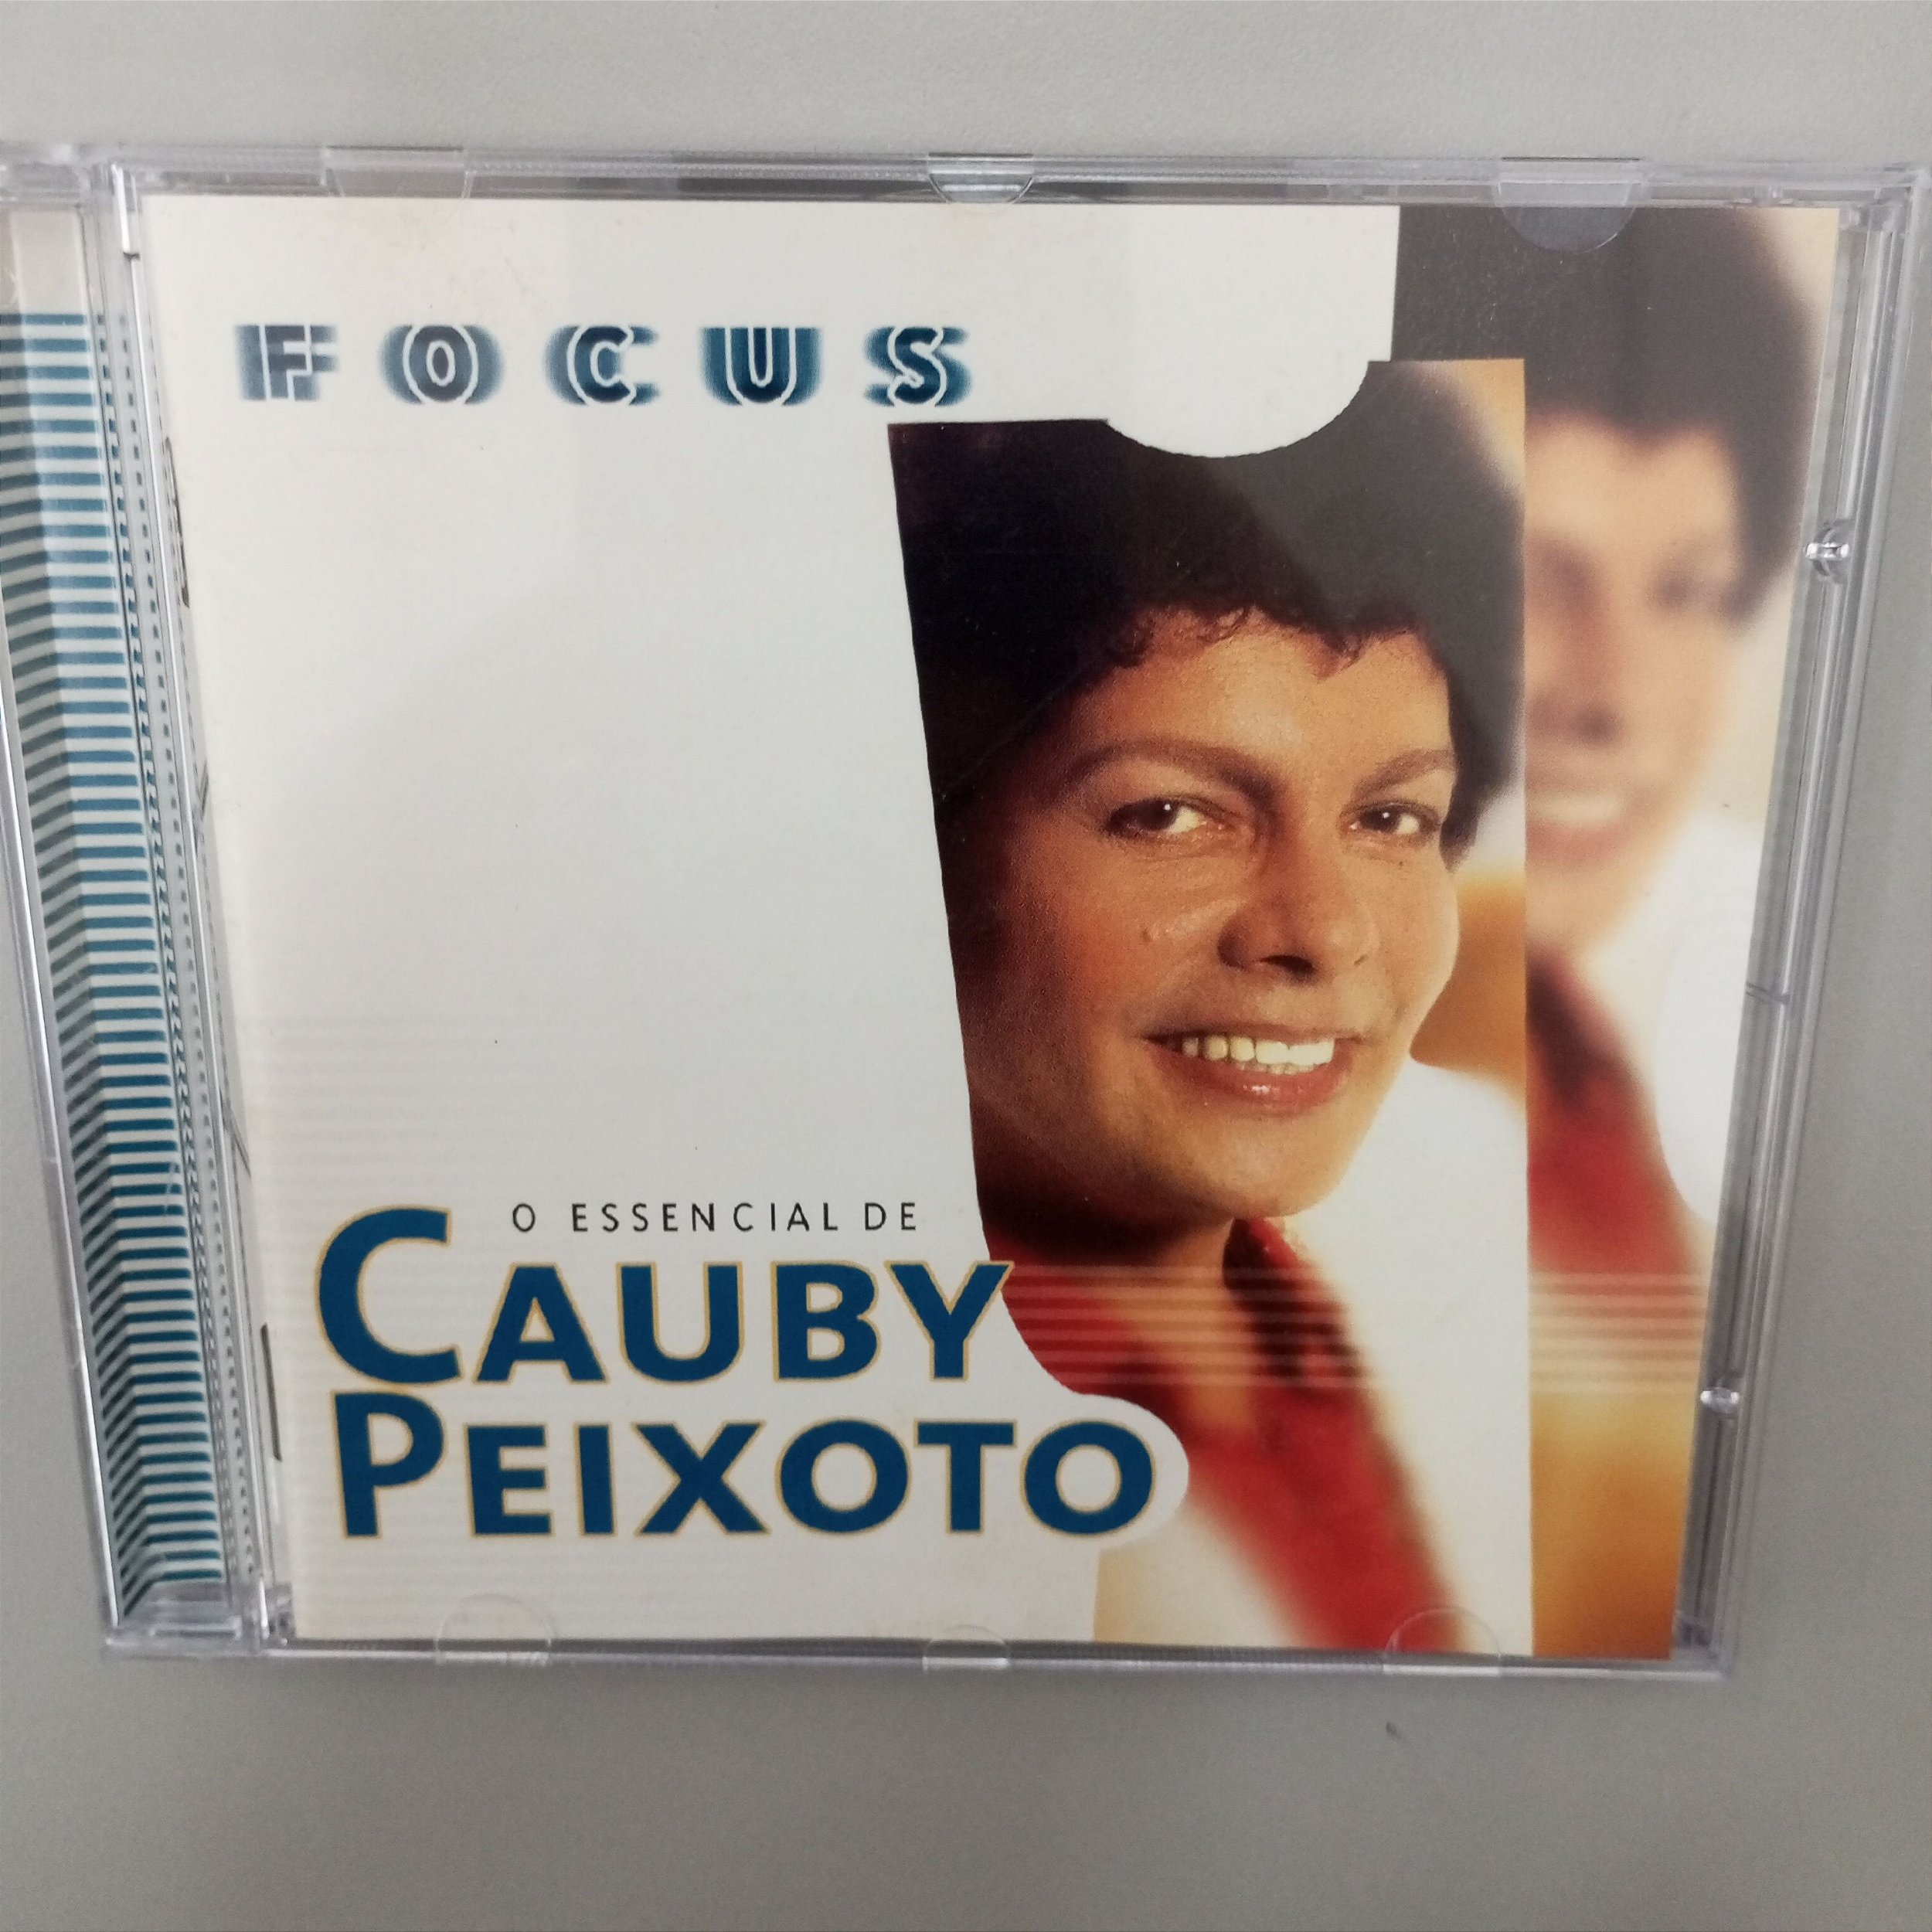 FOCUS
O ESSENCIAL DE
CAUBY
PEIXOTO